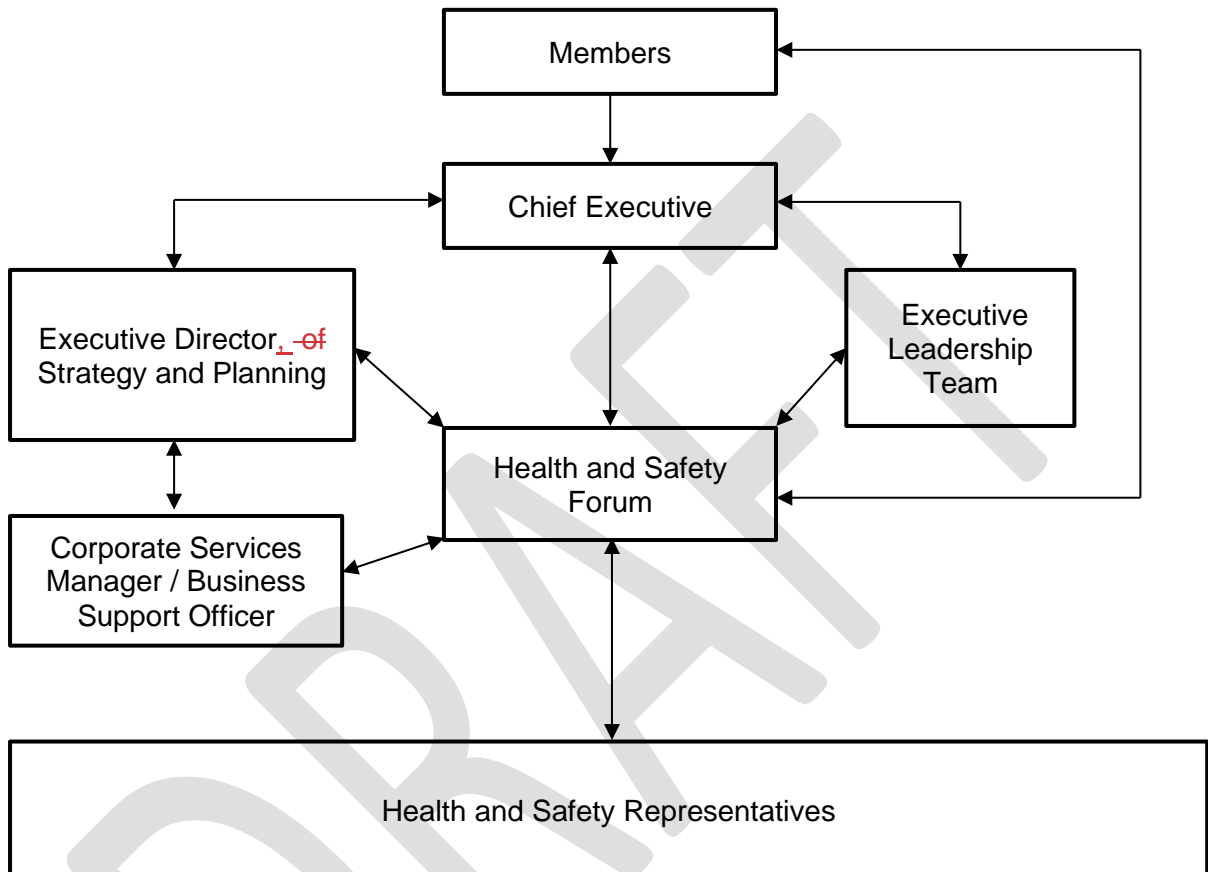 Members
Chief Executive
Executive Director, of
Strategy and Planning
Executive
Leadership
Team
Health and Safety
Forum
Corporate Services
Manager / Business
Support Officer
Health and Safety Representatives
DRAFT